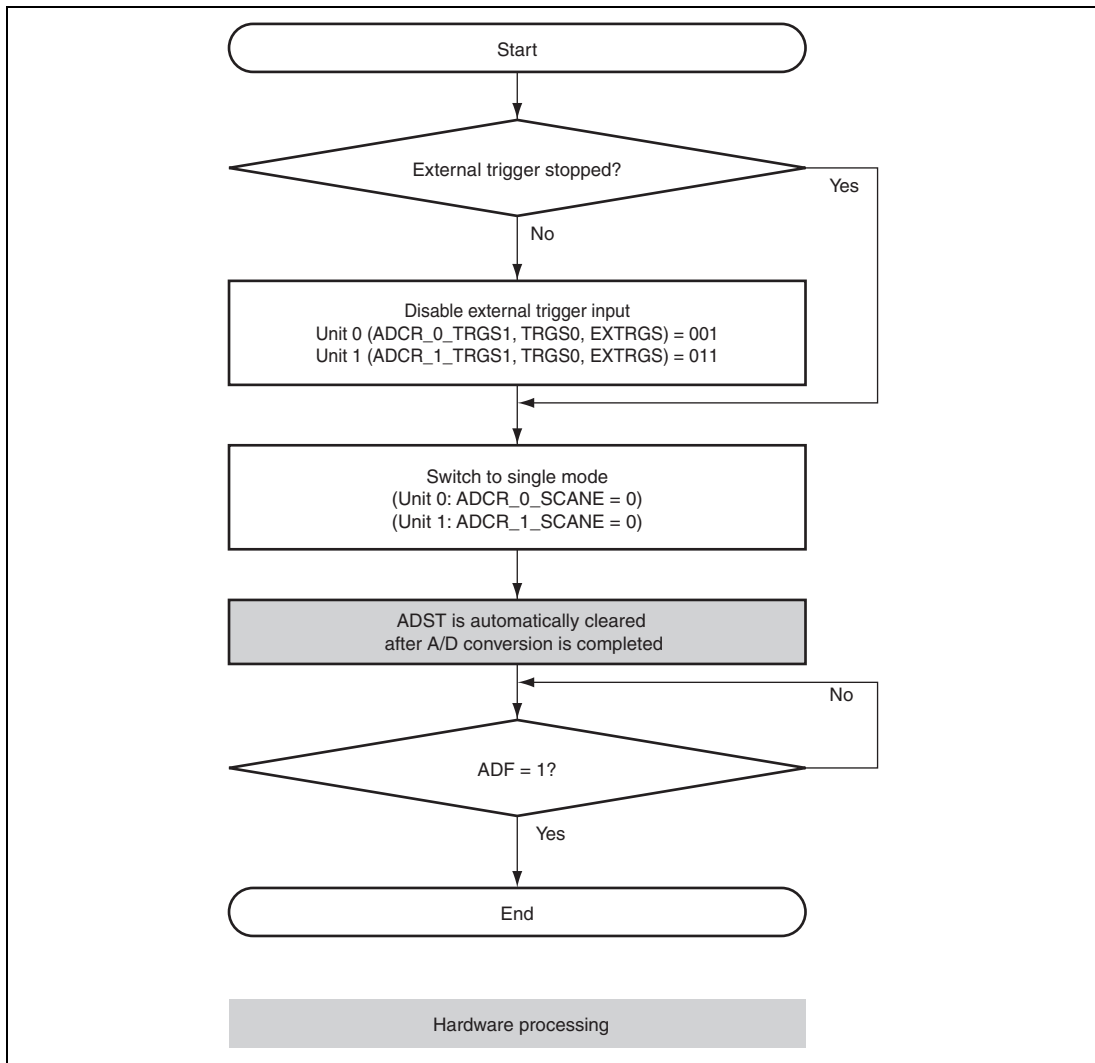 Start
External trigger stopped?
Yes
No
Disable external trigger input
Unit 0 (ADCR_0_TRGS1, TRGS0, EXTRGS) = 001
Unit 1 (ADCR_1_TRGS1, TRGS0, EXTRGS) = 011
Switch to single mode
(Unit 0: ADCR_0_SCANE = 0)
(Unit 1: ADCR_1_SCANE = 0)
ADST is automatically cleared
after A/D conversion is completed
No
ADF = 1?
Yes
End
Hardware processing